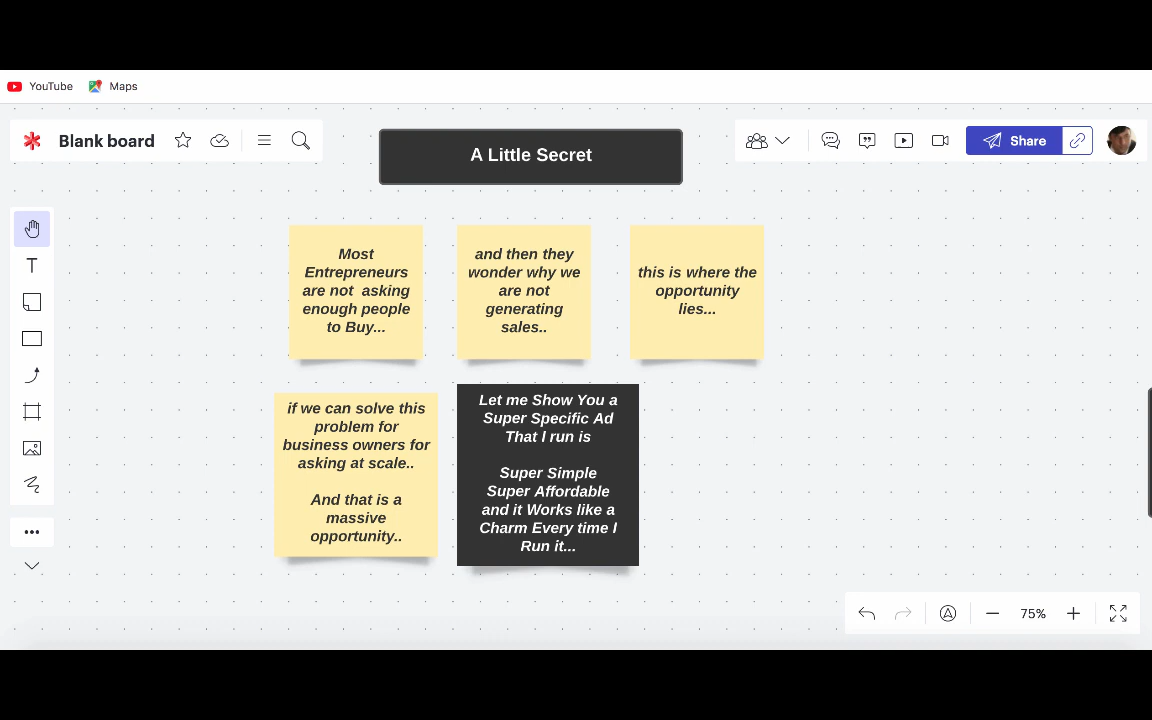 YouTube
Maps
Blank board
A Little Secret
Share
Most
Entrepreneurs
are not asking
enough people
to Buy...
and then they
wonder why we
are not
generating
sales..
this is where the
opportunity
lies...
if we can solve this
problem for
business owners for
asking at scale..
And that is a
massive
opportunity..
Let me Show You a
Super Specific Ad
That I run is
Super Simple
Super Affordable
and it Works like a
Charm Every time I
Run it...
75%